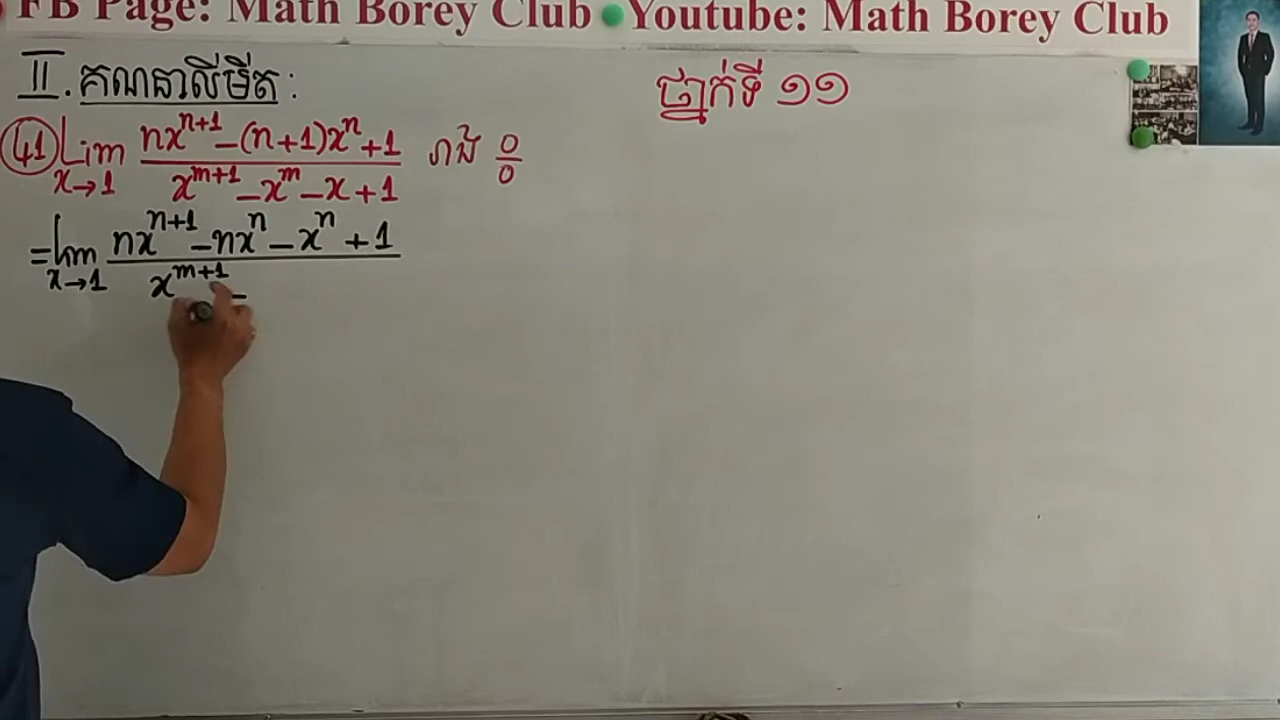 FB Page: Math Borey Club Youtube: Math Borey Club
II. គណនាលីមីត :
ថ្នាក់ទី ១១
41 Lim x→1 (nx^(n+1) − (n+1)x^n + 1) / (x^(m+1) − x^m − x + 1) រាង 0/0
= lim x→1 (nx^(n+1) − nx^n − x^n + 1) / (x^(m+1) −